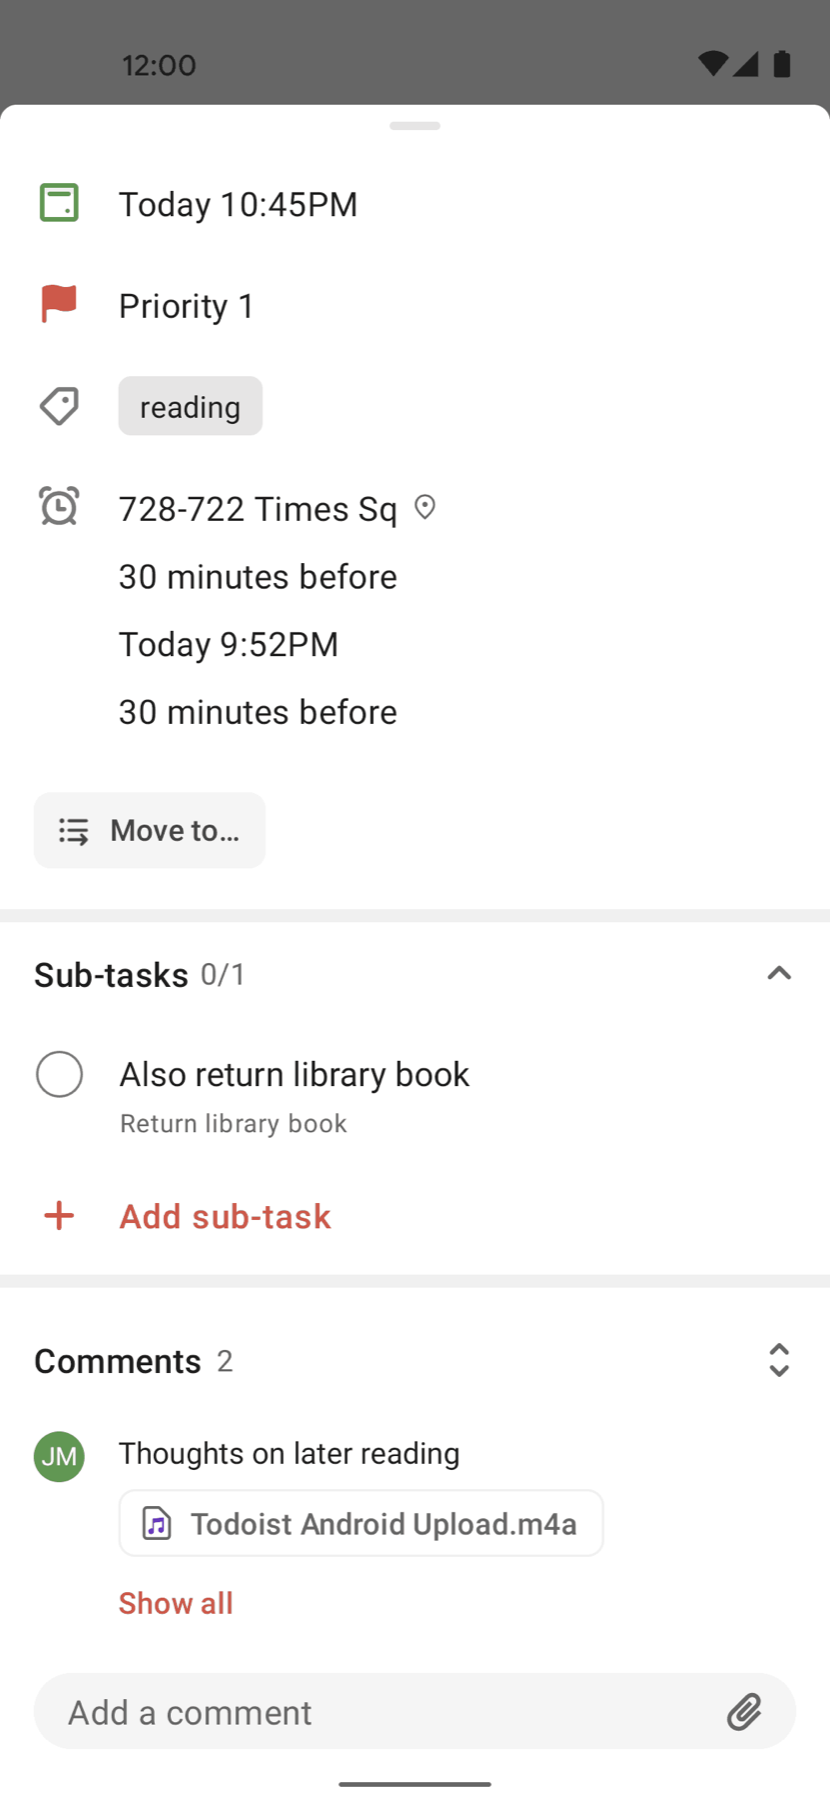 12:00
Today 10:45PM
Priority 1
reading
728-722 Times Sq
30 minutes before
Today 9:52PM
30 minutes before
Move to...
Sub-tasks 0/1
Also return library book
Return library book
Add sub-task
Comments 2
JM Thoughts on later reading
Todoist Android Upload.m4a
Show all
Add a comment